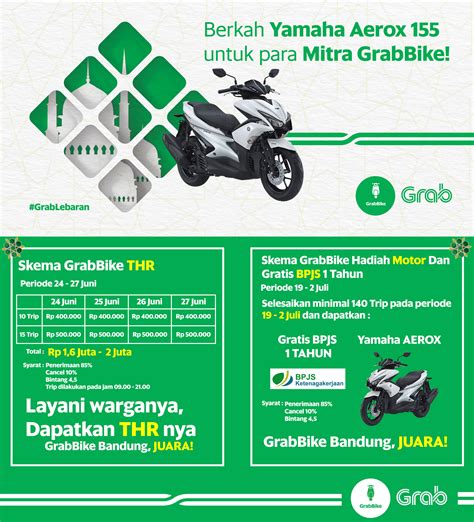 Berkah Yamaha Aerox 155
untuk para Mitra GrabBike!
#GrabLebaran
GrabBike
Grab
Skema GrabBike THR
Periode 24 - 27 Juni
24 Juni 25 Juni 26 Juni 27 Juni
10 Trip Rp 400.000 Rp 400.000 Rp 400.000 Rp 400.000
15 Trip Rp 500.000 Rp 500.000 Rp 500.000 Rp 500.000
Total : Rp 1,6 Juta - 2 Juta
Syarat : Penerimaan 85%
Cancel 10%
Bintang 4,5
Trip dilakukan pada jam 09.00 - 21.00
Layani warganya,
Dapatkan THR nya
GrabBike Bandung, JUARA!
Skema GrabBike Hadiah Motor Dan
Gratis BPJS 1 Tahun
Periode 19 - 2 Juli
Selesaikan minimal 140 Trip pada periode
19 - 2 Juli dan dapatkan :
Gratis BPJS
1 TAHUN
Yamaha AEROX
BPJS
Ketenagakerjaan
Syarat : Penerimaan 85%
Cancel 10%
Bintang 4,5
GrabBike Bandung, JUARA!
GrabBike
Grab